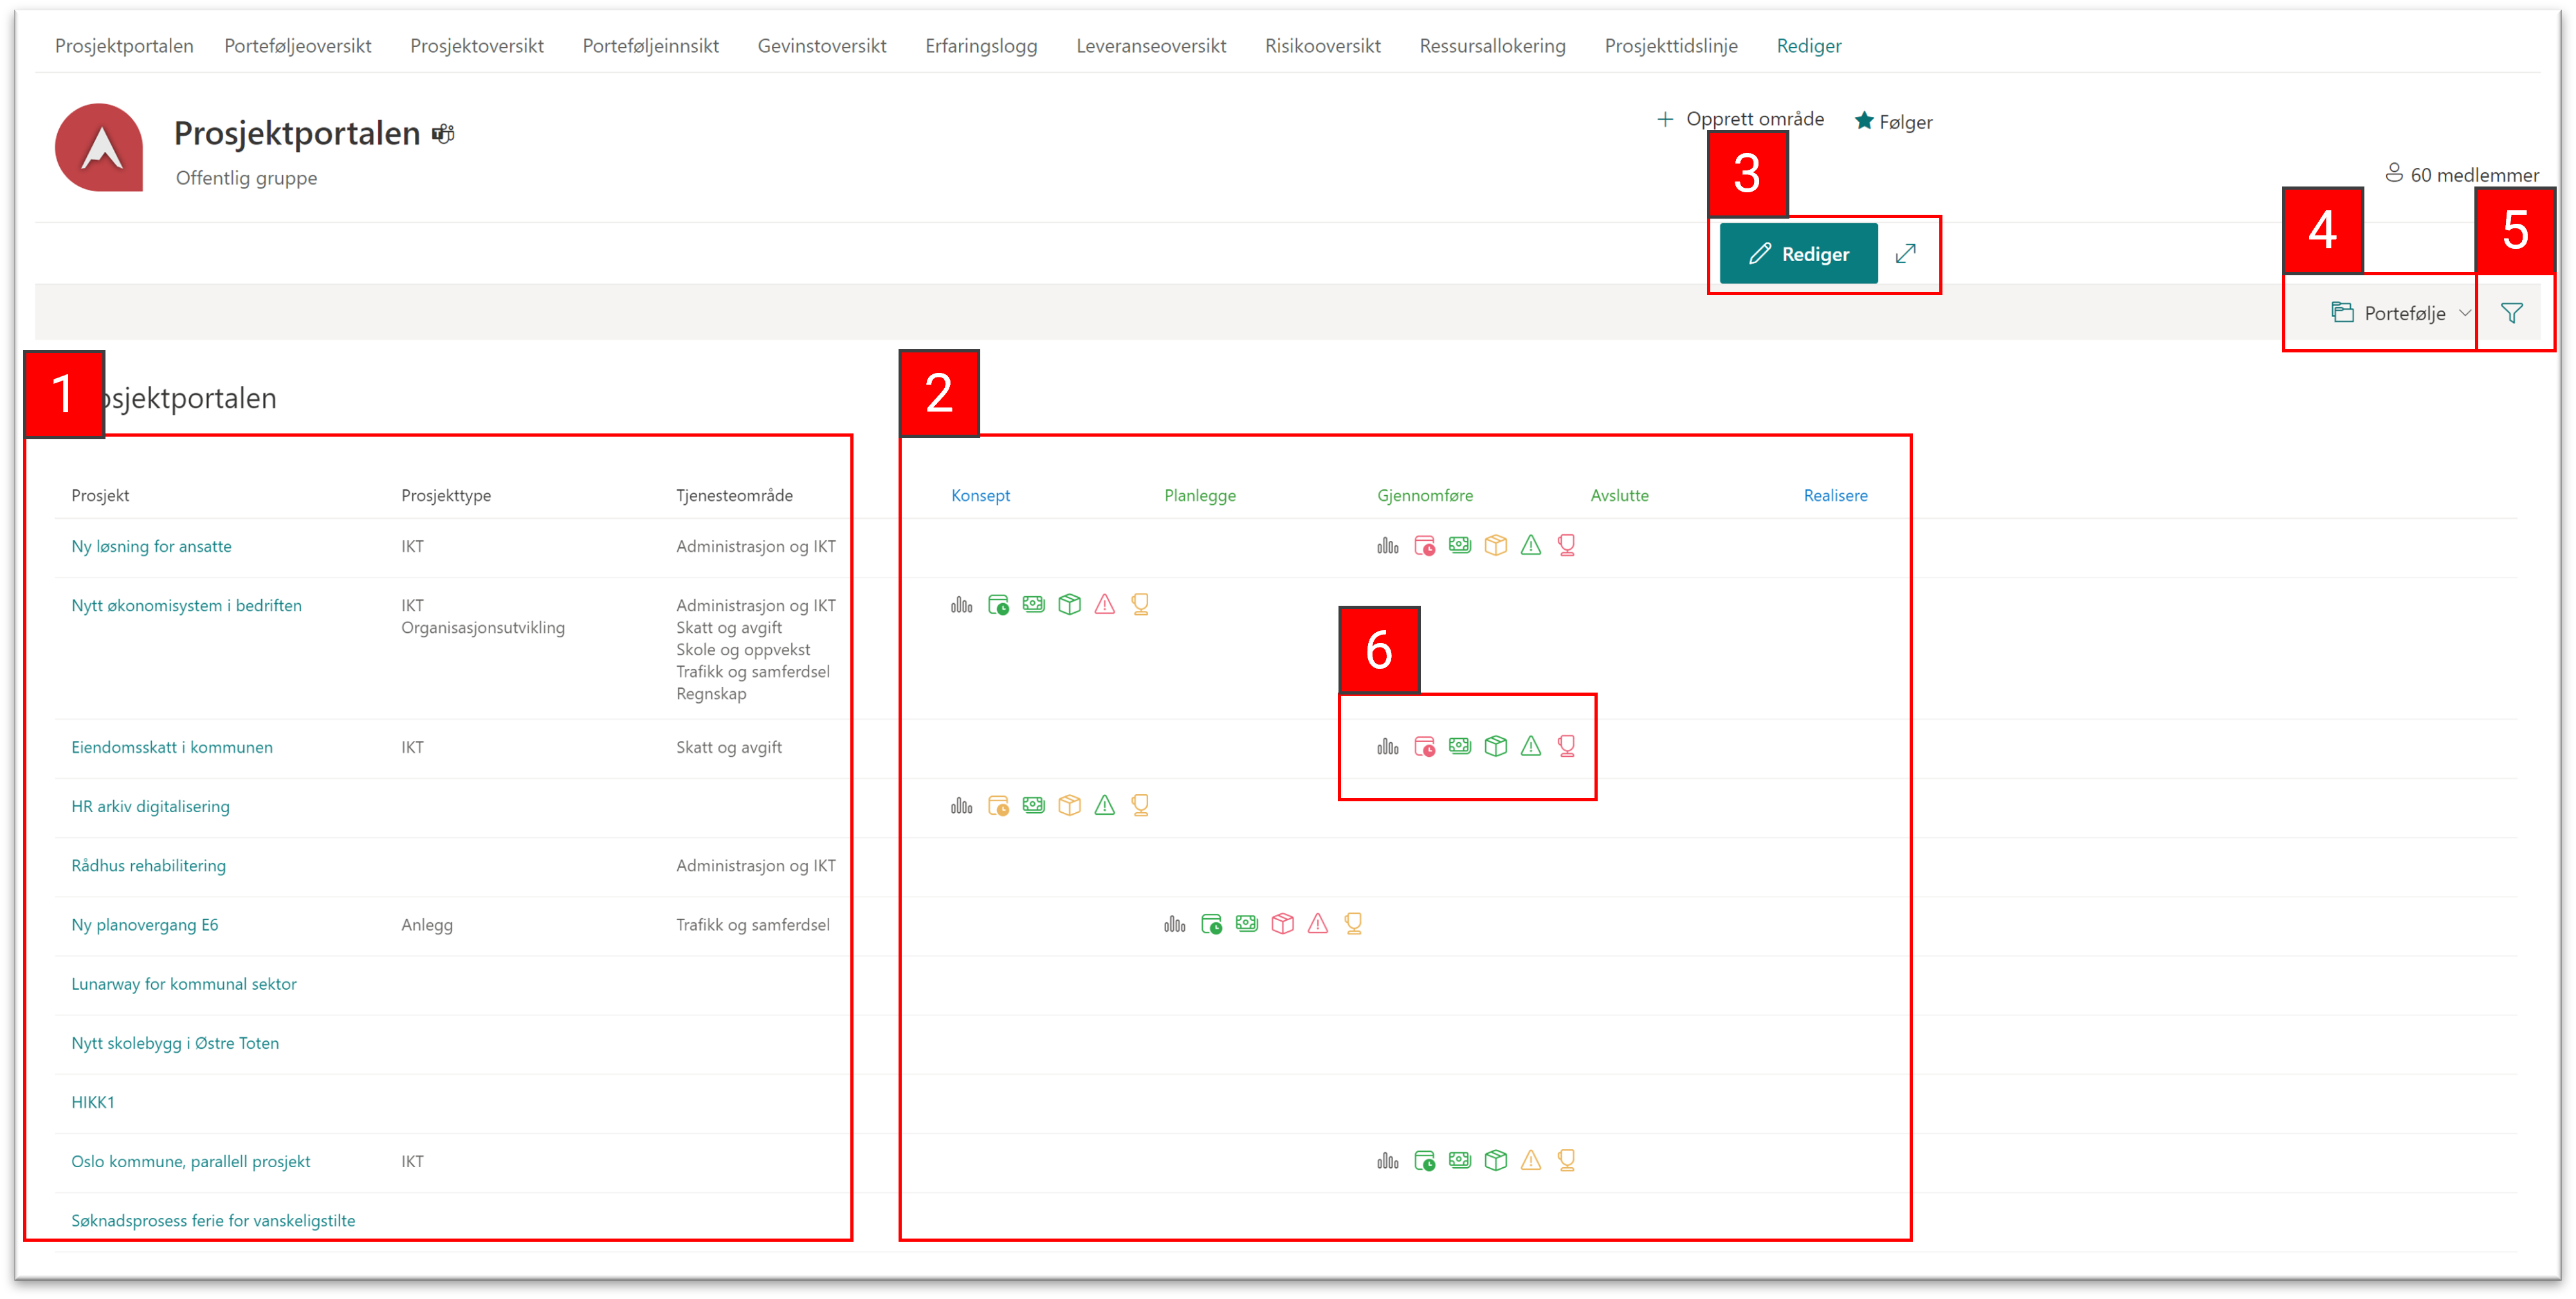 Prosjektportalen Porteføljeoversikt Prosjektoversikt Porteføljeinnsikt Gevinstoversikt Erfaringslogg Leveranseoversikt Risikooversikt Ressursallokering Prosjekttidslinje Rediger
Prosjektportalen
Offentlig gruppe
+ Opprett område Følger
60 medlemmer
3
4
5
Rediger
Portefølje
1
2
osjektportalen
Prosjekt Prosjekttype Tjenesteområde Konsept Planlegge Gjennomføre Avslutte Realisere
Ny løsning for ansatte IKT Administrasjon og IKT
Nytt økonomisystem i bedriften IKT Administrasjon og IKT
Organisasjonsutvikling Skatt og avgift
Skole og oppvekst
Trafikk og samferdsel
Regnskap
6
Eiendomsskatt i kommunen IKT Skatt og avgift
HR arkiv digitalisering
Rådhus rehabilitering Administrasjon og IKT
Ny planovergang E6 Anlegg Trafikk og samferdsel
Lunarway for kommunal sektor
Nytt skolebygg i Østre Toten
HIKK1
Oslo kommune, parallell prosjekt IKT
Søknadsprosess ferie for vanskeligstilte